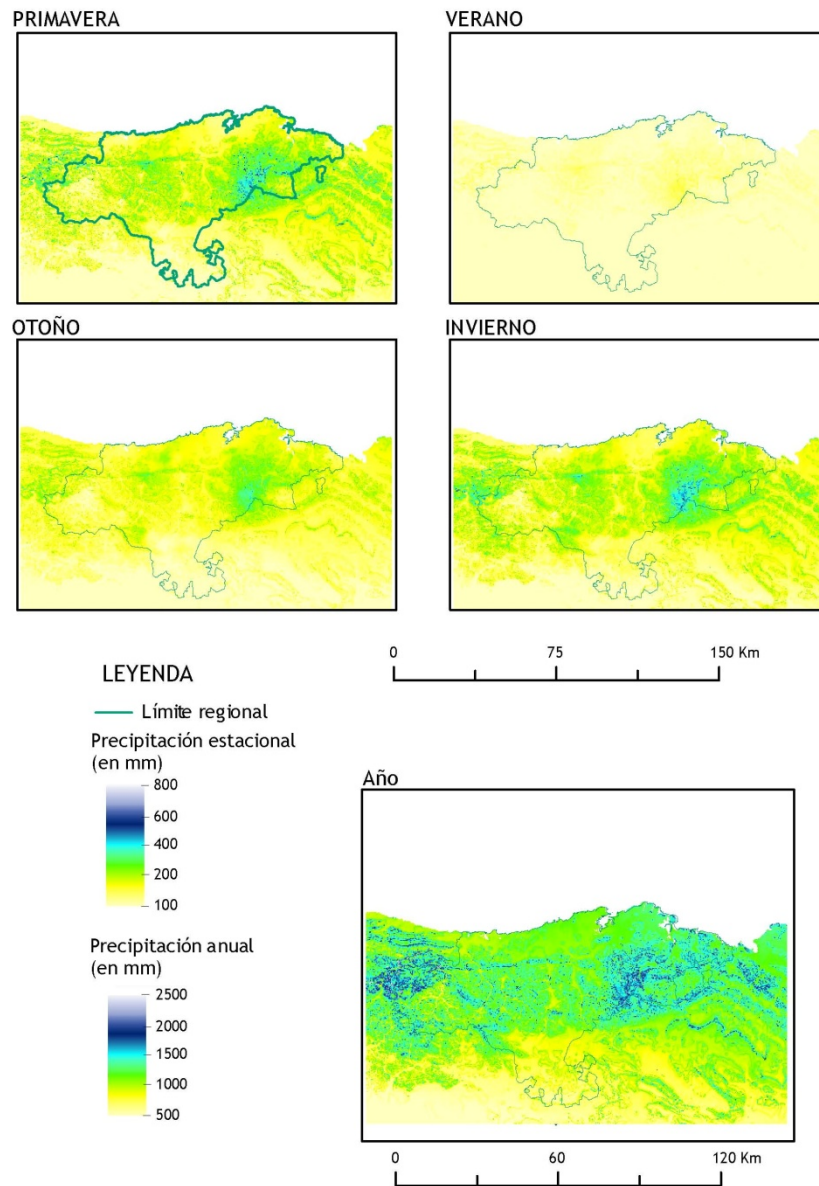 PRIMAVERA
VERANO
OTOÑO
INVIERNO
0 75 150 Km
LEYENDA
Límite regional
Precipitación estacional
(en mm)
800
600
400
200
100
Año
Precipitación anual
(en mm)
2500
2000
1500
1000
500
0 60 120 Km